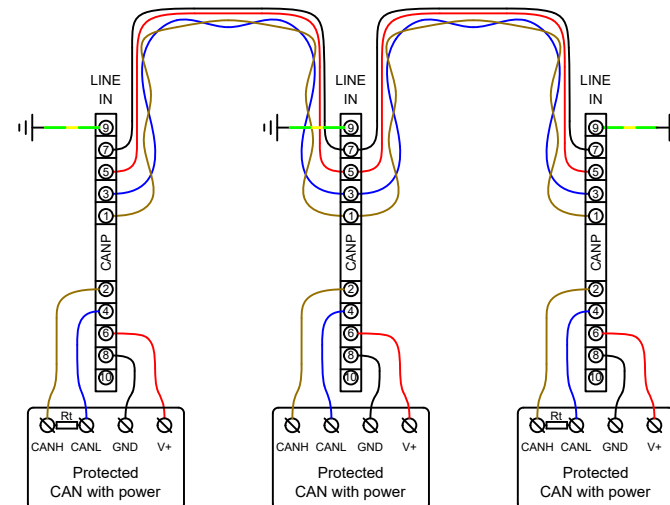 LINE LINE LINE
IN IN IN
9 9 9
7 7 7
5 5 5
3 3 3
1 1 1
CANP CANP CANP
2 2 2
4 4 4
6 6 6
8 8 8
10 10 10
Rt Rt
CANH CANL GND V+ CANH CANL GND V+ CANH CANL GND V+
Protected Protected Protected
CAN with power CAN with power CAN with power